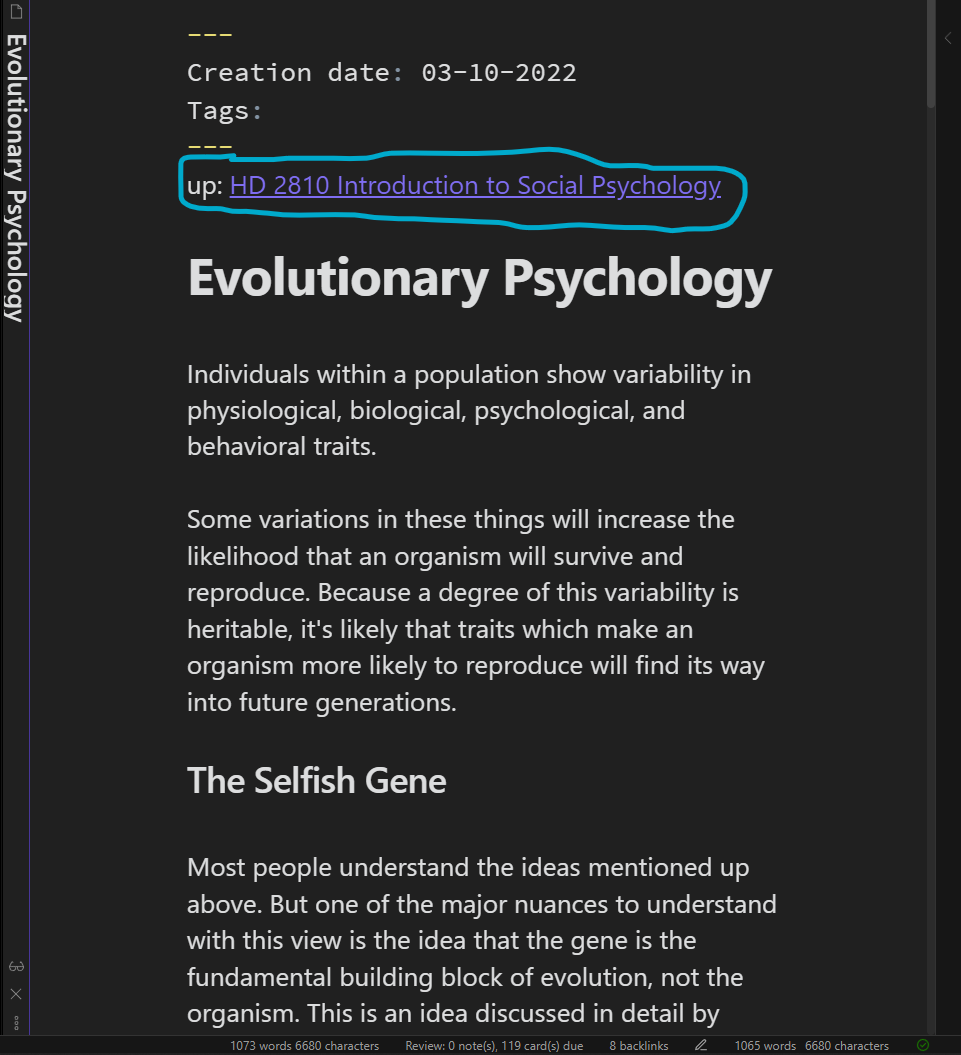 ---
Creation date: 03-10-2022
Tags:
---
up: HD 2810 Introduction to Social Psychology
Evolutionary Psychology
Evolutionary Psychology
Individuals within a population show variability in
physiological, biological, psychological, and
behavioral traits.
Some variations in these things will increase the
likelihood that an organism will survive and
reproduce. Because a degree of this variability is
heritable, it's likely that traits which make an
organism more likely to reproduce will find its way
into future generations.
The Selfish Gene
Most people understand the ideas mentioned up
above. But one of the major nuances to understand
with this view is the idea that the gene is the
fundamental building block of evolution, not the
organism. This is an idea discussed in detail by
1073 words 6680 characters Review: 0 note(s), 119 card(s) due 8 backlinks 1065 words 6680 characters